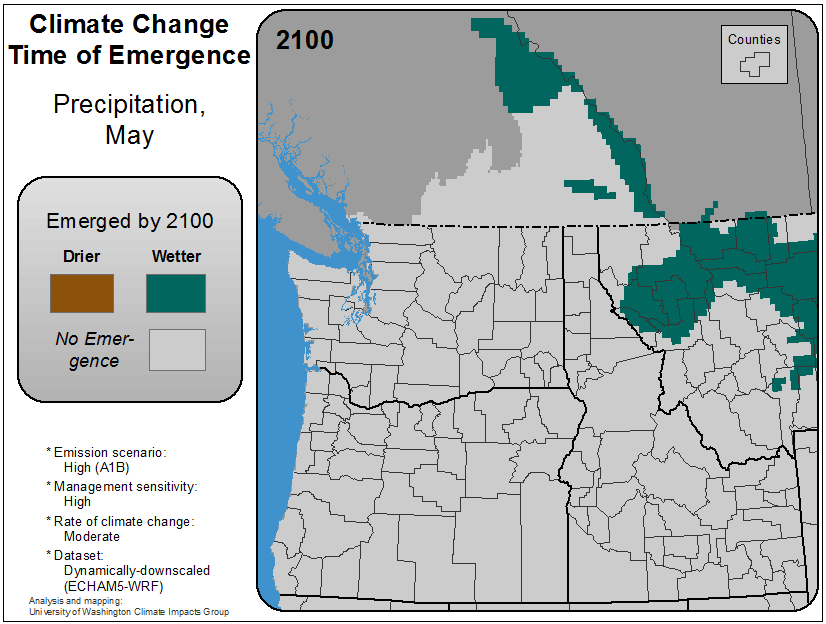 Climate Change
Time of Emergence
Precipitation,
May
Emerged by 2100
Drier
Wetter
No Emer-
gence
* Emission scenario:
High (A1B)
* Management sensitivity:
High
* Rate of climate change:
Moderate
* Dataset:
Dynamically-downscaled
(ECHAM5-WRF)
Analysis and mapping:
University of Washington Climate Impacts Group
2100
Counties